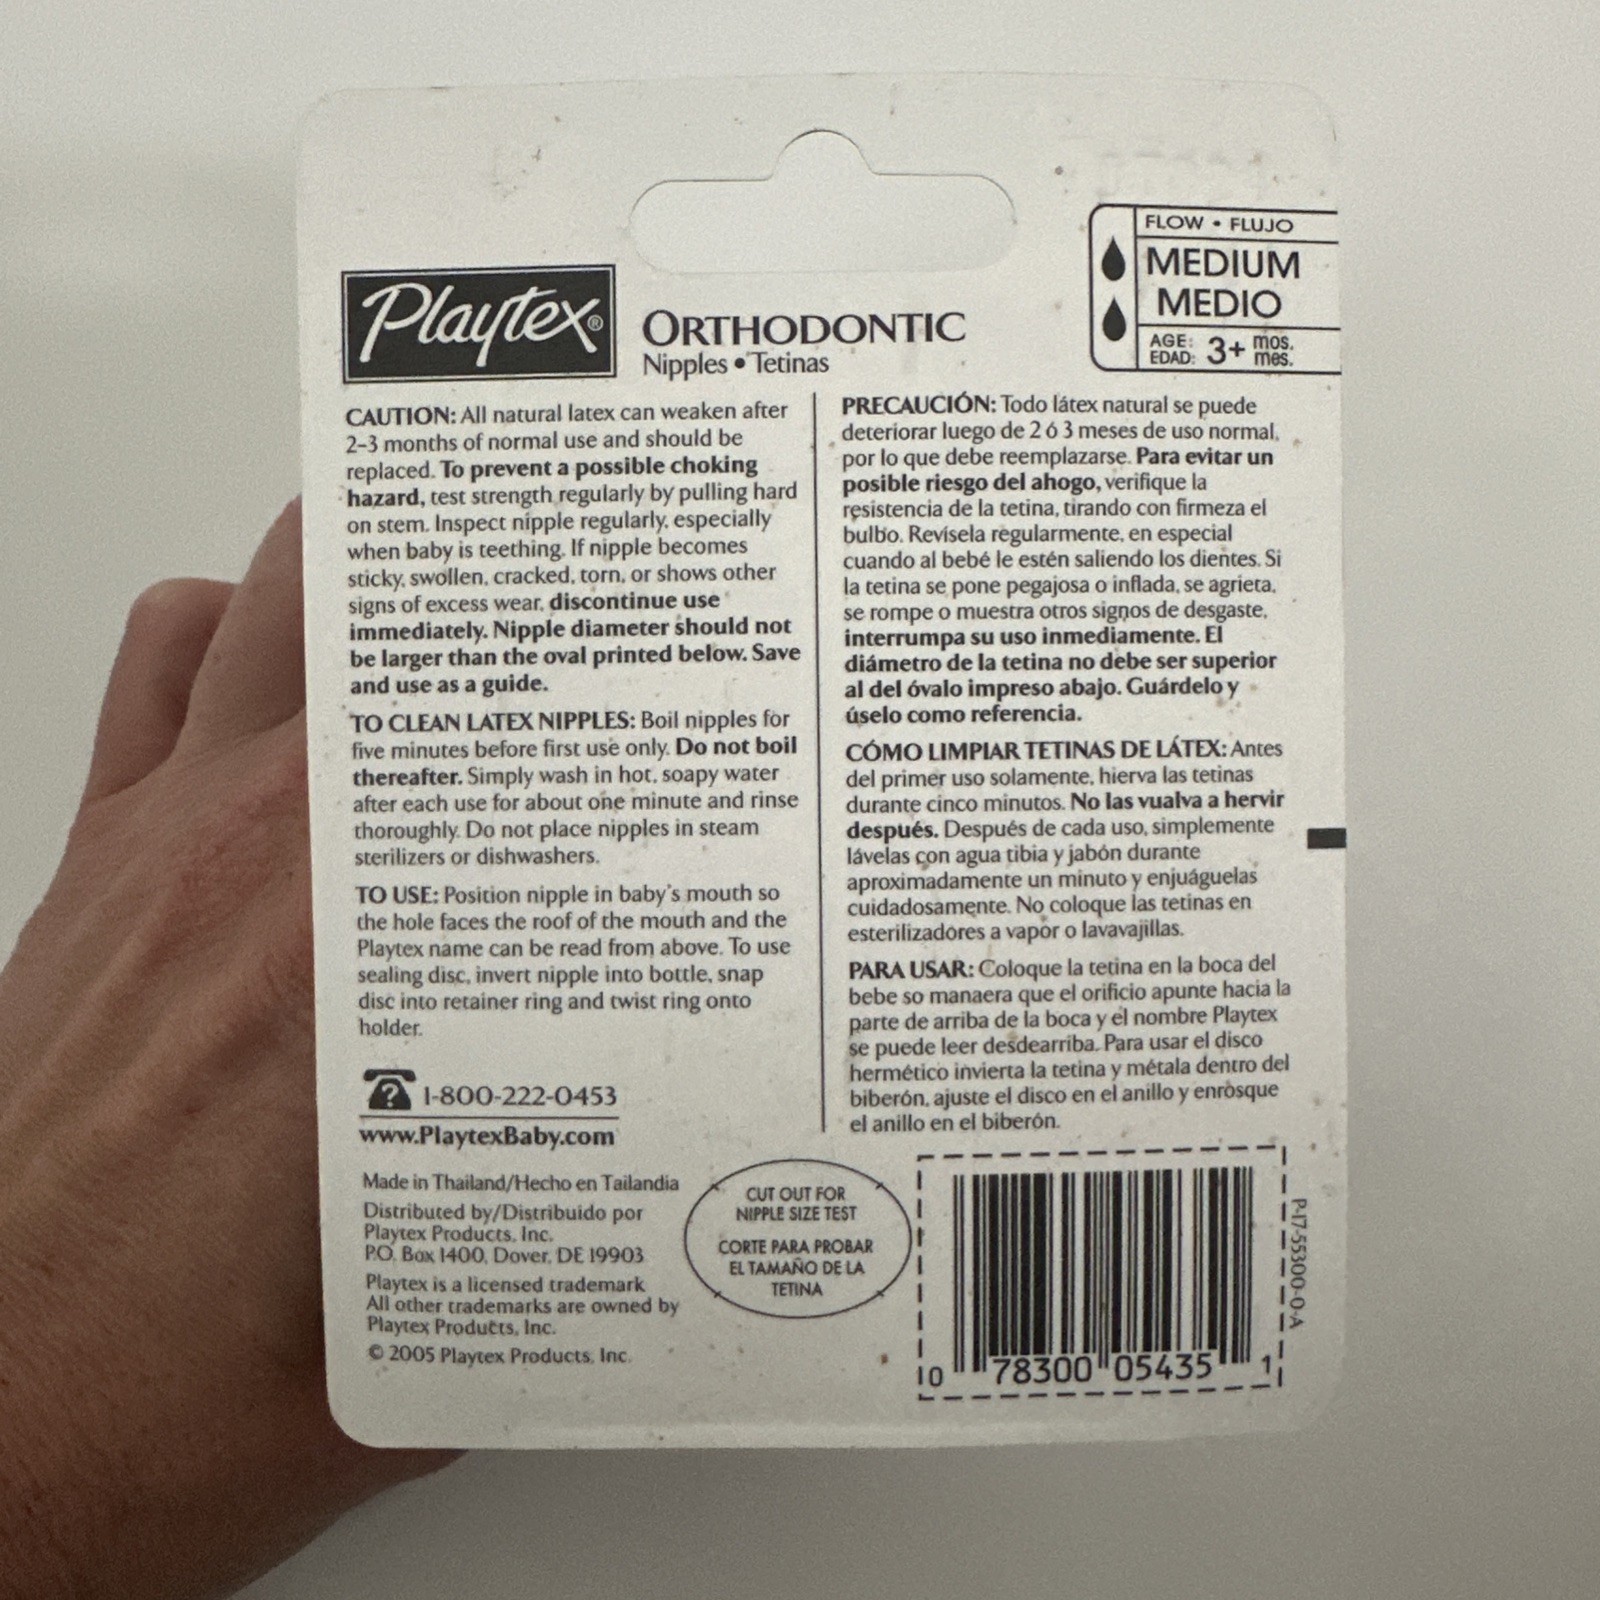 Playtex®
ORTHODONTIC
Nipples • Tetinas
FLOW • FLUJO
MEDIUM
MEDIO
AGE: 3+ mos.
EDAD: mes.
CAUTION: All natural latex can weaken after
2-3 months of normal use and should be
replaced. To prevent a possible choking
hazard, test strength regularly by pulling hard
on stem. Inspect nipple regularly, especially
when baby is teething. If nipple becomes
sticky, swollen, cracked, torn, or shows other
signs of excess wear, discontinue use
immediately. Nipple diameter should not
be larger than the oval printed below. Save
and use as a guide.
TO CLEAN LATEX NIPPLES: Boil nipples for
five minutes before first use only. Do not boil
thereafter. Simply wash in hot, soapy water
after each use for about one minute and rinse
thoroughly. Do not place nipples in steam
sterilizers or dishwashers.
TO USE: Position nipple in baby's mouth so
the hole faces the roof of the mouth and the
Playtex name can be read from above. To use
sealing disc, invert nipple into bottle, snap
disc into retainer ring and twist ring onto
holder.
1-800-222-0453
www.PlaytexBaby.com
Made in Thailand/Hecho en Tailandia
Distributed by/Distribuido por
Playtex Products, Inc.
P.O. Box 1400, Dover, DE 19903
Playtex is a licensed trademark
All other trademarks are owned by
Playtex Products, Inc.
© 2005 Playtex Products, Inc.
PRECAUCIÓN: Todo látex natural se puede
deteriorar luego de 2 ó 3 meses de uso normal,
por lo que debe reemplazarse. Para evitar un
posible riesgo del ahogo, verifique la
resistencia de la tetina, tirando con firmeza el
bulbo. Revísela regularmente, en especial
cuando al bebé le estén saliendo los dientes. Si
la tetina se pone pegajosa o inflada, se agrieta,
se rompe o muestra otros signos de desgaste,
interrumpa su uso inmediamente. El
diámetro de la tetina no debe ser superior
al del óvalo impreso abajo. Guárdelo y
úselo como referencia.
CÓMO LIMPIAR TETINAS DE LÁTEX: Antes
del primer uso solamente, hierva las tetinas
durante cinco minutos. No las vualva a hervir
después. Después de cada uso, simplemente
lávelas con agua tibia y jabón durante
aproximadamente un minuto y enjuáguelas
cuidadosamente. No coloque las tetinas en
esterilizadores a vapor o lavavajillas.
PARA USAR: Coloque la tetina en la boca del
bebe so manaera que el orificio apunte hacia la
parte de arriba de la boca y el nombre Playtex
se puede leer desdearriba. Para usar el disco
hermético invierta la tetina y métala dentro del
biberón, ajuste el disco en el anillo y enrosque
el anillo en el biberón.
CUT OUT FOR
NIPPLE SIZE TEST
CORTE PARA PROBAR
EL TAMAÑO DE LA
TETINA
0 78300 05435 1
P-17-55300-0-A